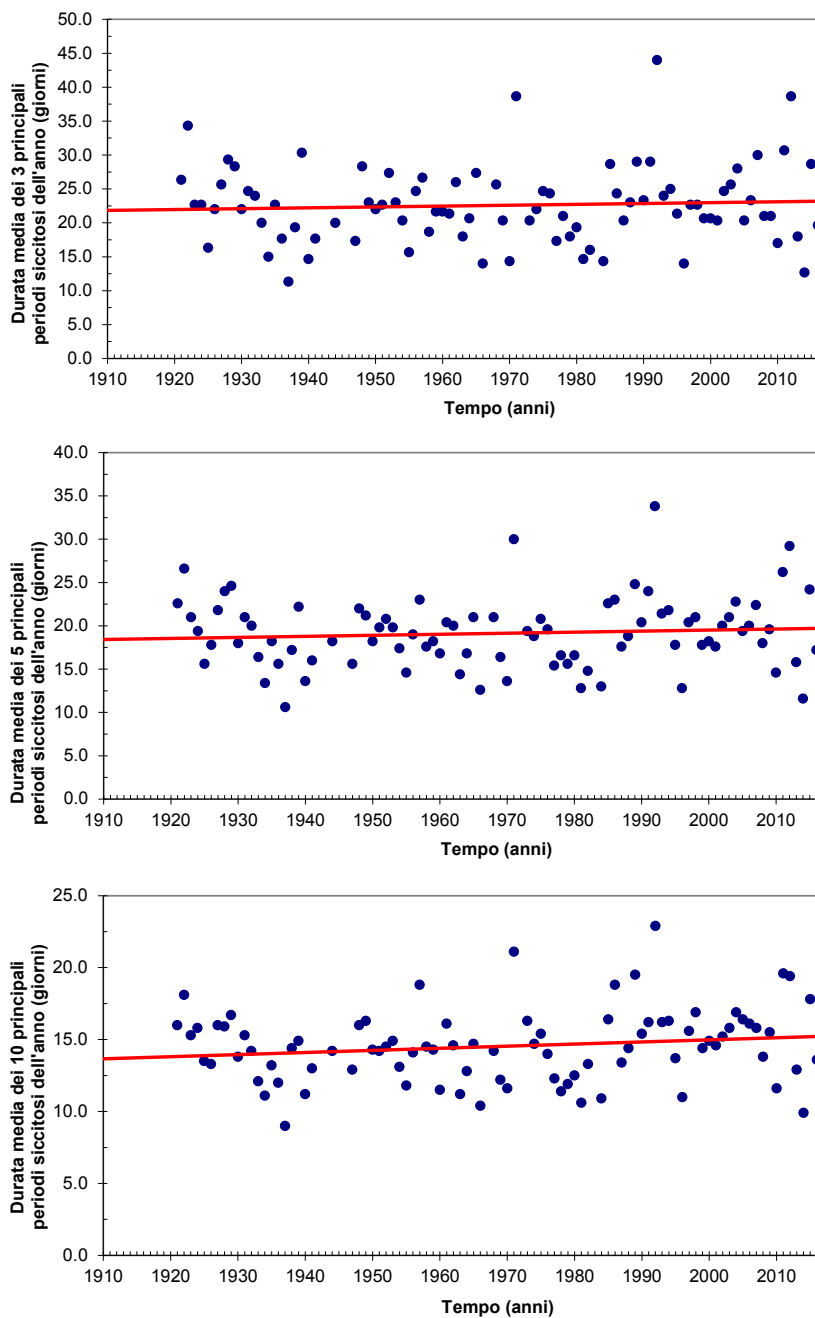 Durata media dei 3 principali
periodi siccitosi dell'anno (giorni)
50.0
45.0
40.0
35.0
30.0
25.0
20.0
15.0
10.0
5.0
0.0
1910 1920 1930 1940 1950 1960 1970 1980 1990 2000 2010
Tempo (anni)
Durata media dei 5 principali
periodi siccitosi dell'anno (giorni)
40.0
35.0
30.0
25.0
20.0
15.0
10.0
5.0
0.0
1910 1920 1930 1940 1950 1960 1970 1980 1990 2000 2010
Tempo (anni)
Durata media dei 10 principali
periodi siccitosi dell'anno (giorni)
25.0
20.0
15.0
10.0
5.0
0.0
1910 1920 1930 1940 1950 1960 1970 1980 1990 2000 2010
Tempo (anni)